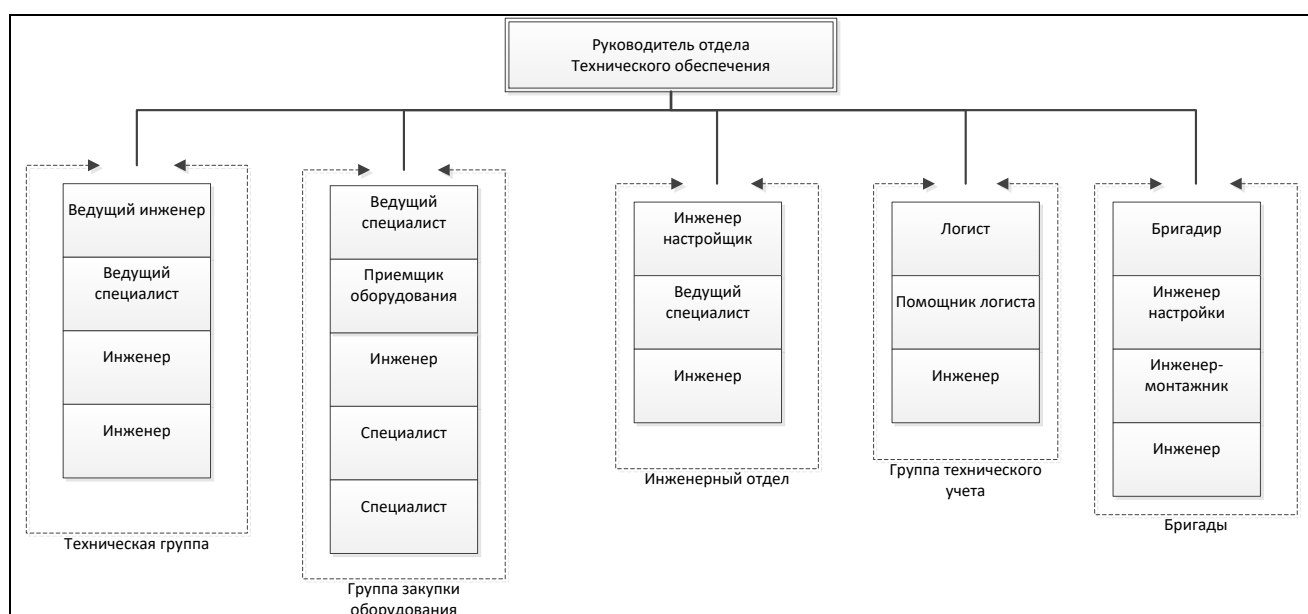 Руководитель отдела
Технического обеспечения
Ведущий инженер
Ведущий
специалист
Инженер
Инженер
Техническая группа
Ведущий
специалист
Приемщик
оборудования
Инженер
Специалист
Специалист
Группа закупки
оборудования
Инженер
настройщик
Ведущий
специалист
Инженер
Инженерный отдел
Логист
Помощник логиста
Инженер
Группа технического
учета
Бригадир
Инженер
настройки
Инженер-
монтажник
Инженер
Бригады